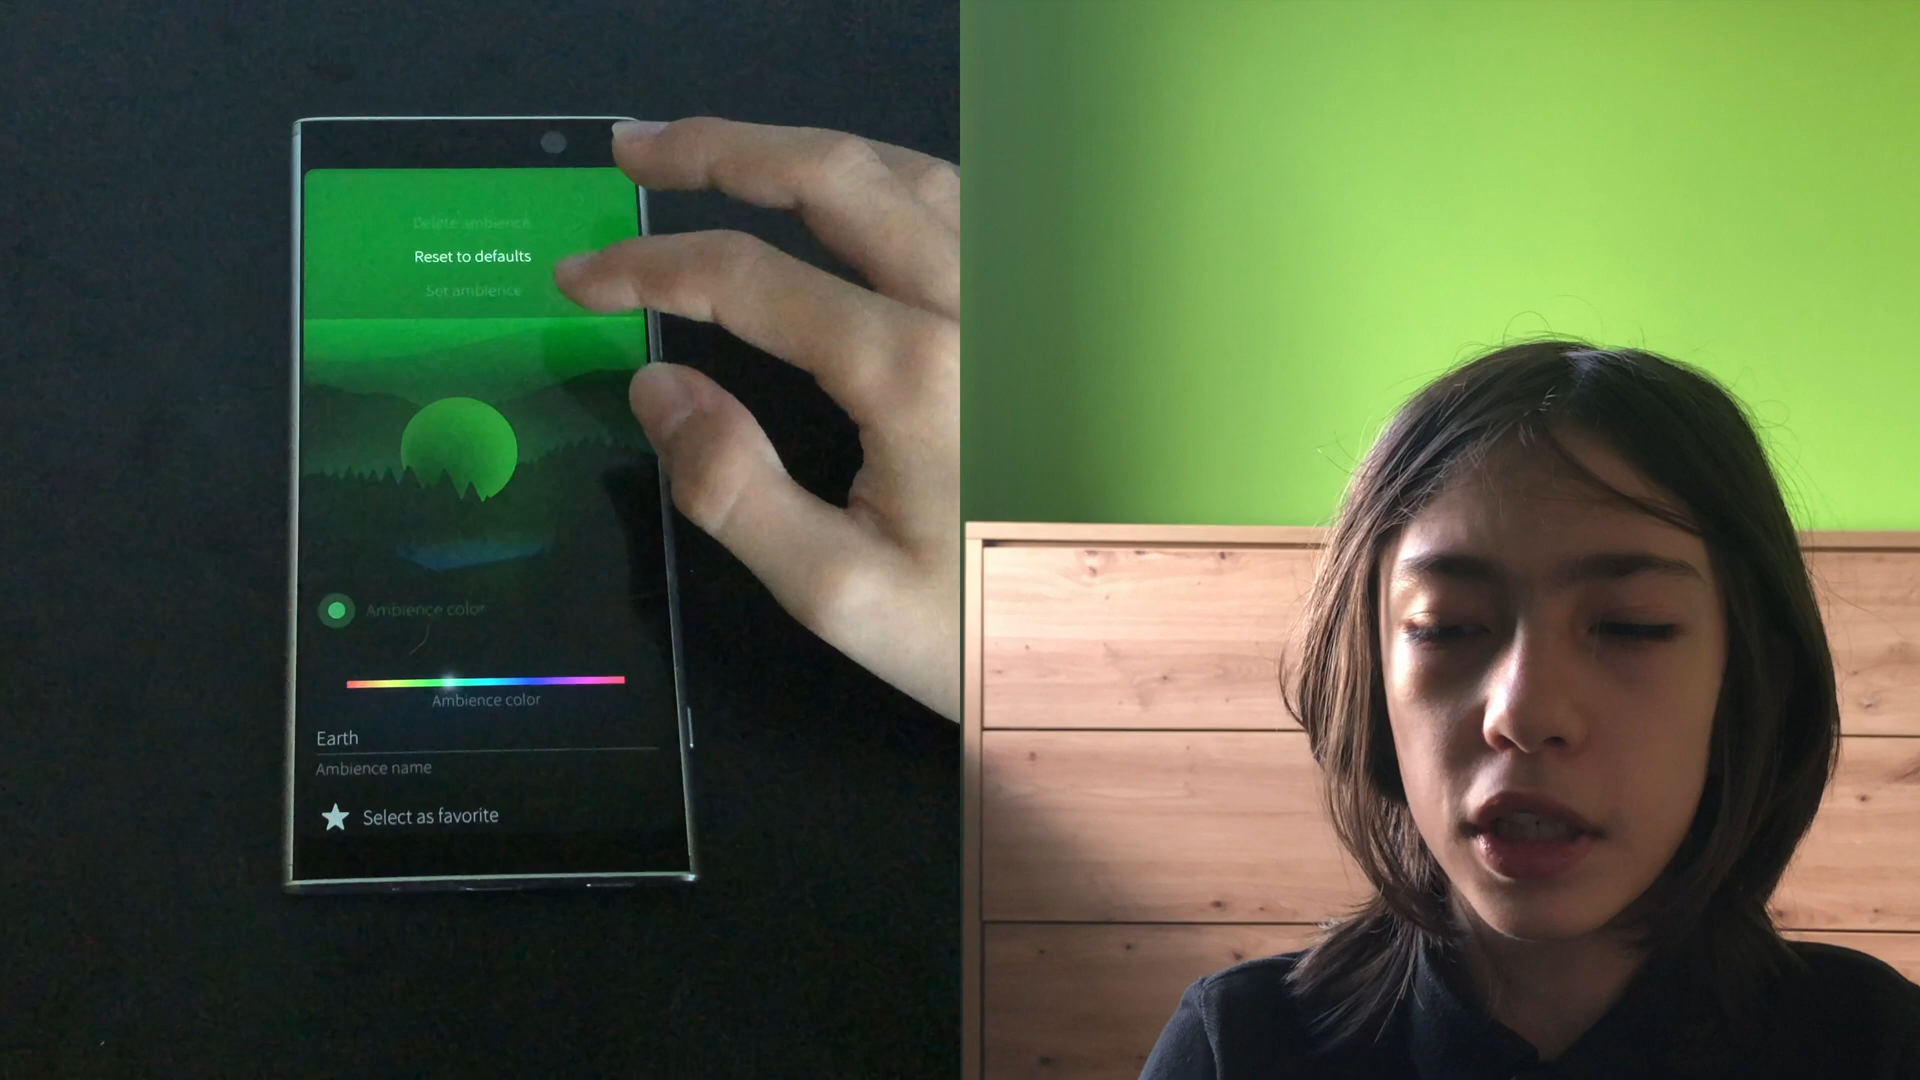 Delete ambience
Reset to defaults
Set ambience
Ambience color
Ambience color
Earth
Ambience name
Select as favorite